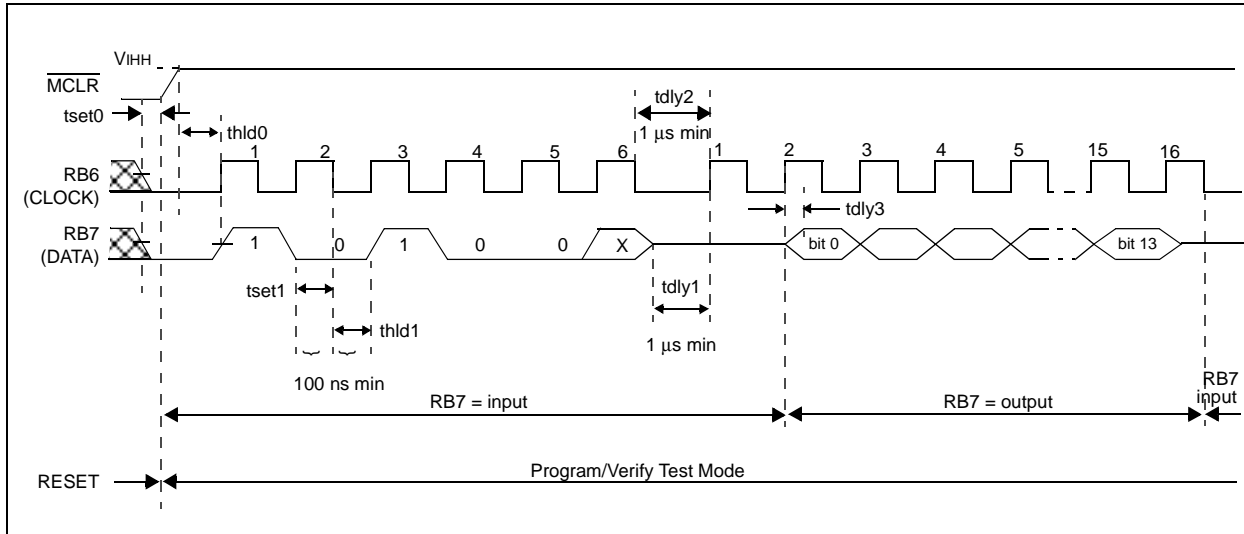 VIHH
MCLR
tset0
thld0
tdly2
1 µs min
1 2 3 4 5 6 1 2 3 4 5 15 16
RB6
(CLOCK)
tdly3
RB7
(DATA)
1 0 1 0 0 X bit 0 bit 13
tset1
tdly1
thld1
1 µs min
100 ns min
RB7 = input
RB7 = output
RB7
input
RESET
Program/Verify Test Mode